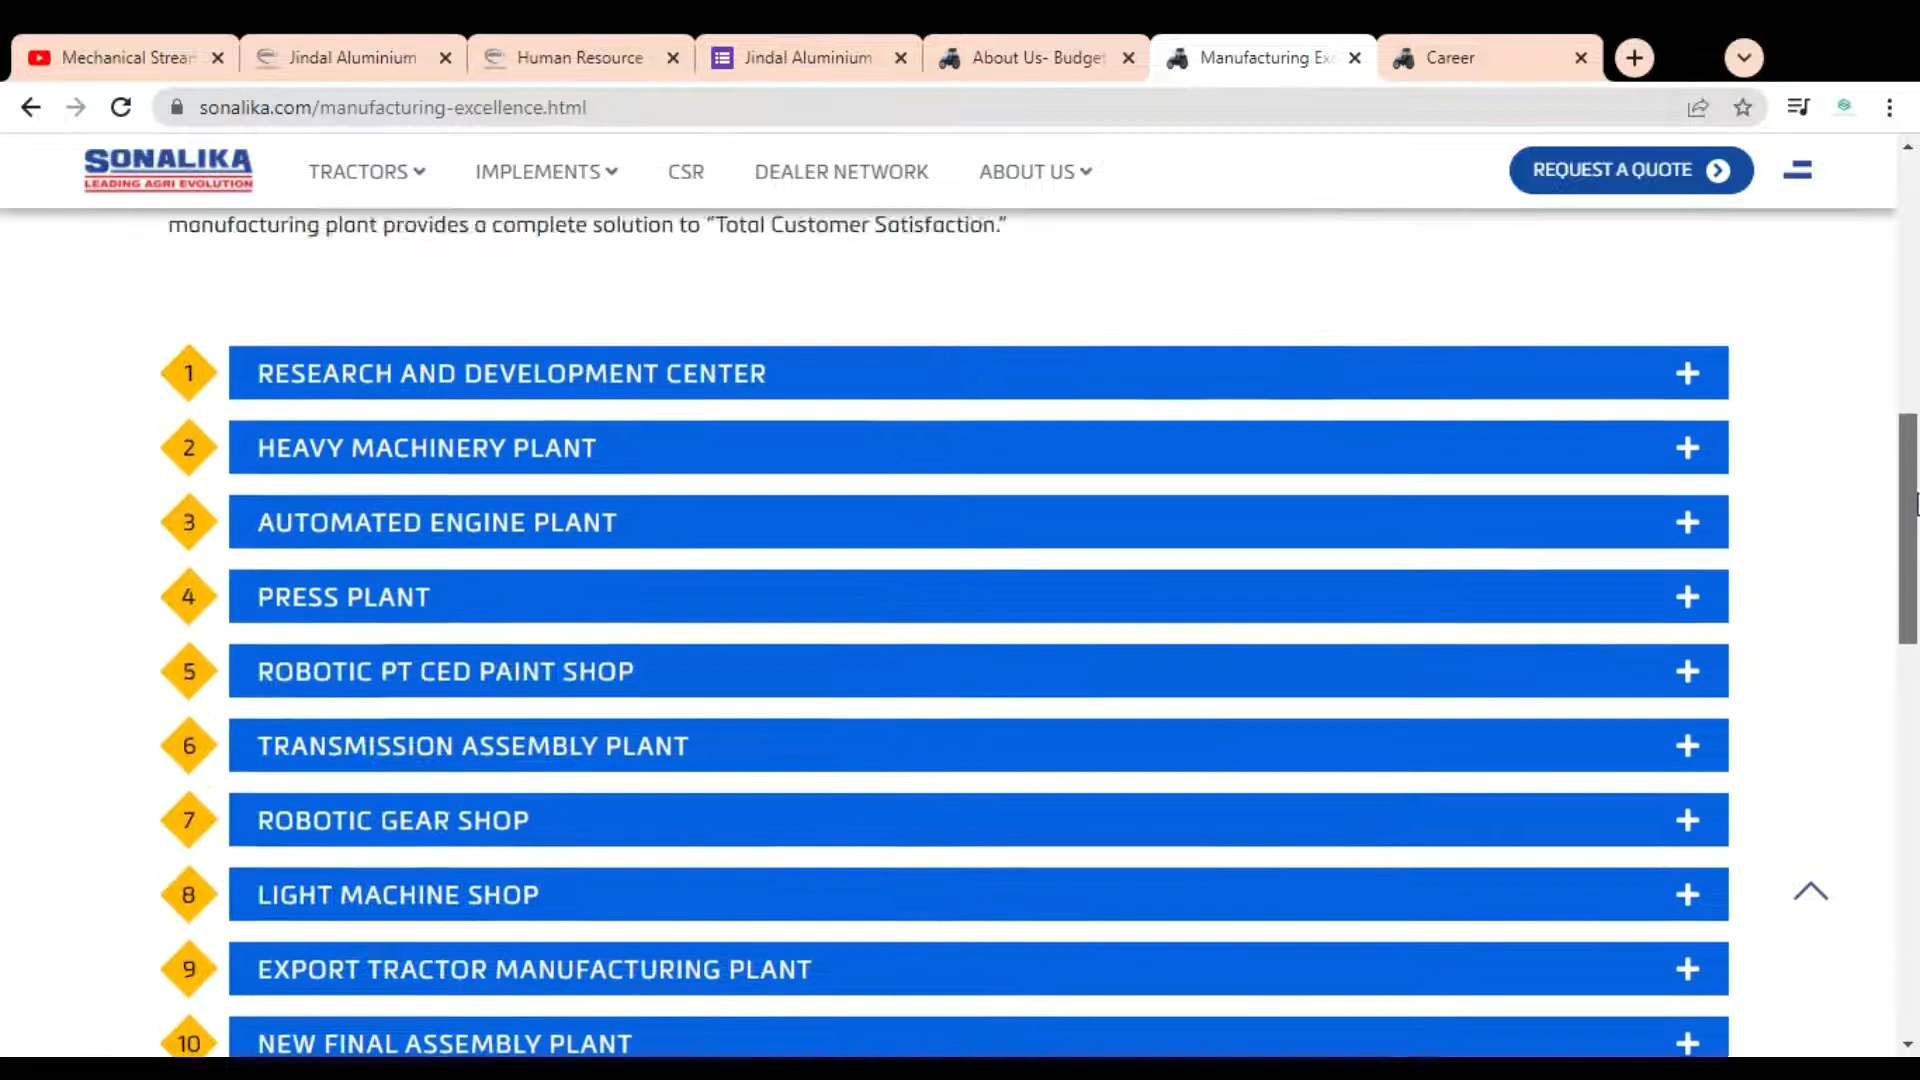 Mechanical Strear
Jindal Aluminium
Human Resource
Jindal Aluminium
About Us- Budget
Manufacturing Exc
Career
sonalika.com/manufacturing-excellence.html
SONALIKA
LEADING AGRI EVOLUTION
TRACTORS
IMPLEMENTS
CSR
DEALER NETWORK
ABOUT US
REQUEST A QUOTE
manufacturing plant provides a complete solution to “Total Customer Satisfaction.”
1 RESEARCH AND DEVELOPMENT CENTER
2 HEAVY MACHINERY PLANT
3 AUTOMATED ENGINE PLANT
4 PRESS PLANT
5 ROBOTIC PT CED PAINT SHOP
6 TRANSMISSION ASSEMBLY PLANT
7 ROBOTIC GEAR SHOP
8 LIGHT MACHINE SHOP
9 EXPORT TRACTOR MANUFACTURING PLANT
10 NEW FINAL ASSEMBLY PLANT